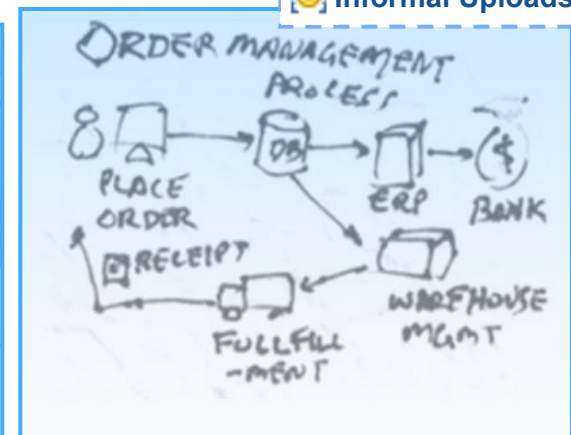 Informal Uploads
ORDER MANAGEMENT
PROCESS
DB
$
PLACE
ORDER
ERP
BANK
RECEIPT
WAREHOUSE
MGMT
FULLFILL
-MENT